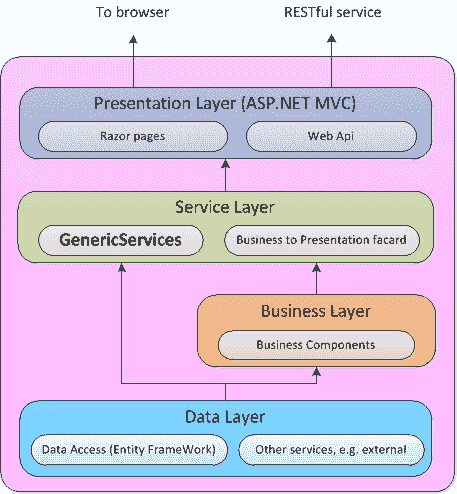 To browser
RESTful service
Presentation Layer (ASP.NET MVC)
Razor pages
Web Api
Service Layer
GenericServices
Business to Presentation facard
Business Layer
Business Components
Data Layer
Data Access (Entity FrameWork)
Other services, e.g. external